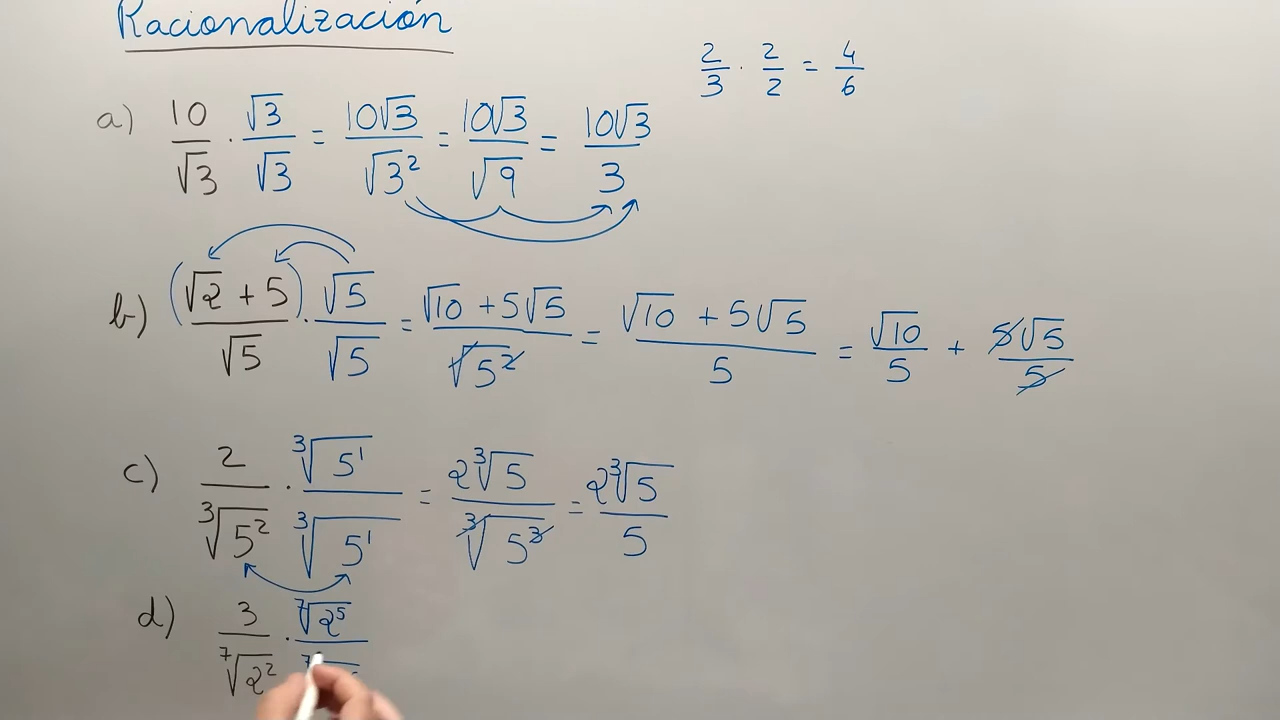 Racionalización
2/3 · 2/2 = 4/6
a) 10/√3 · √3/√3 = 10√3/√3² = 10√3/√9 = 10√3/3
b) (√2 + 5)/√5 · √5/√5 = (√10 + 5√5)/√5² = (√10 + 5√5)/5 = √10/5 + 5√5/5
c) 2/∛5² · ∛5¹/∛5¹ = 2∛5/∛5³ = 2∛5/5
d) 3/⁷√2² · ⁷√2⁵/⁷√